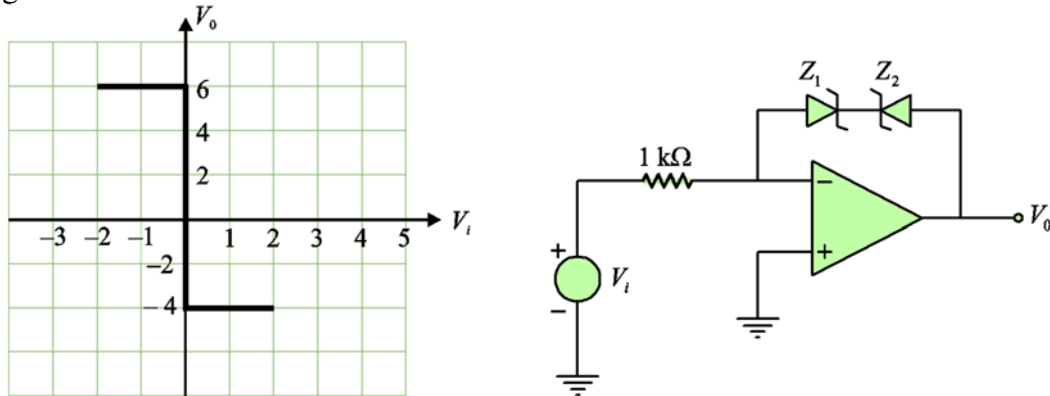 V₀
6
4
2
-3 -2 -1 1 2 3 4 5 Vᵢ
-2
-4
Z₁ Z₂
1 kΩ
−
+
V₀
+
Vᵢ
−